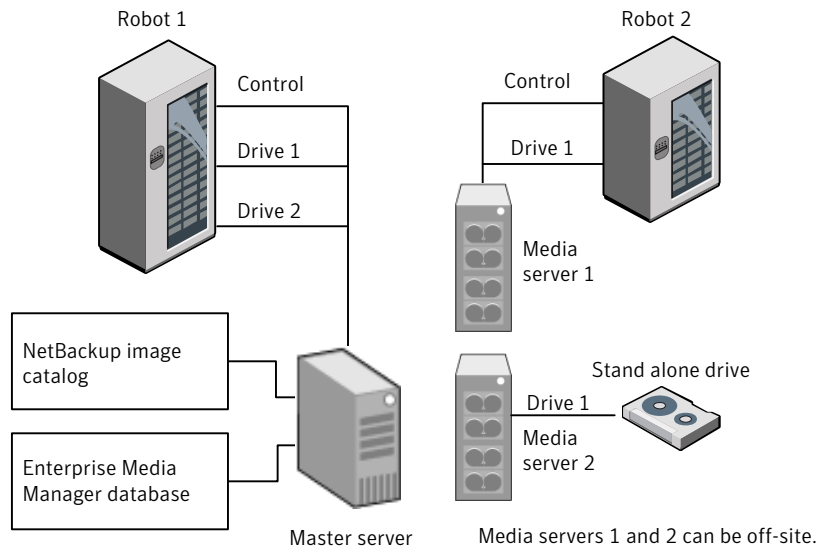 Robot 1
Robot 2
Control
Drive 1
Drive 2
Control
Drive 1
Media
server 1
NetBackup image
catalog
Enterprise Media
Manager database
Master server
Stand alone drive
Drive 1
Media
server 2
Media servers 1 and 2 can be off-site.